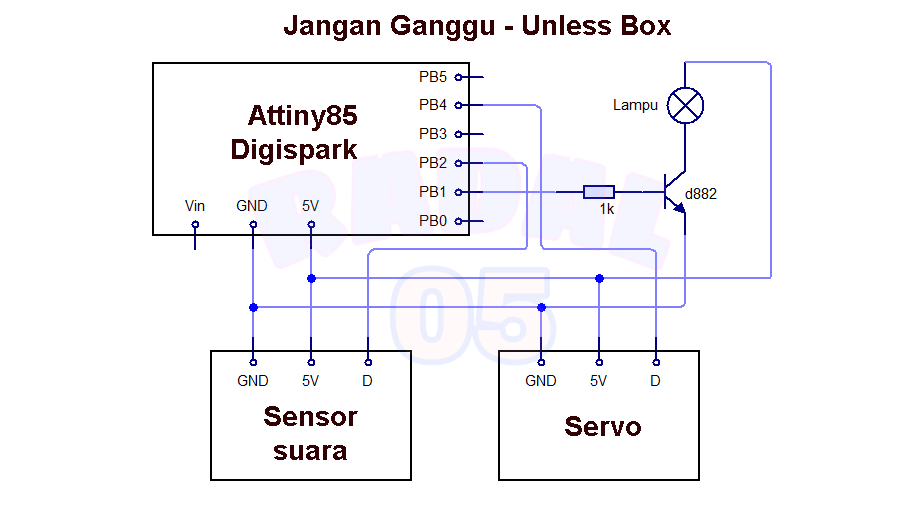 Jangan Ganggu - Unless Box
Attiny85
Digispark
PB5
PB4
PB3
PB2
PB1
PB0
Vin
GND
5V
Lampu
d882
1k
RADAL
05
GND
5V
D
Sensor
suara
GND
5V
D
Servo